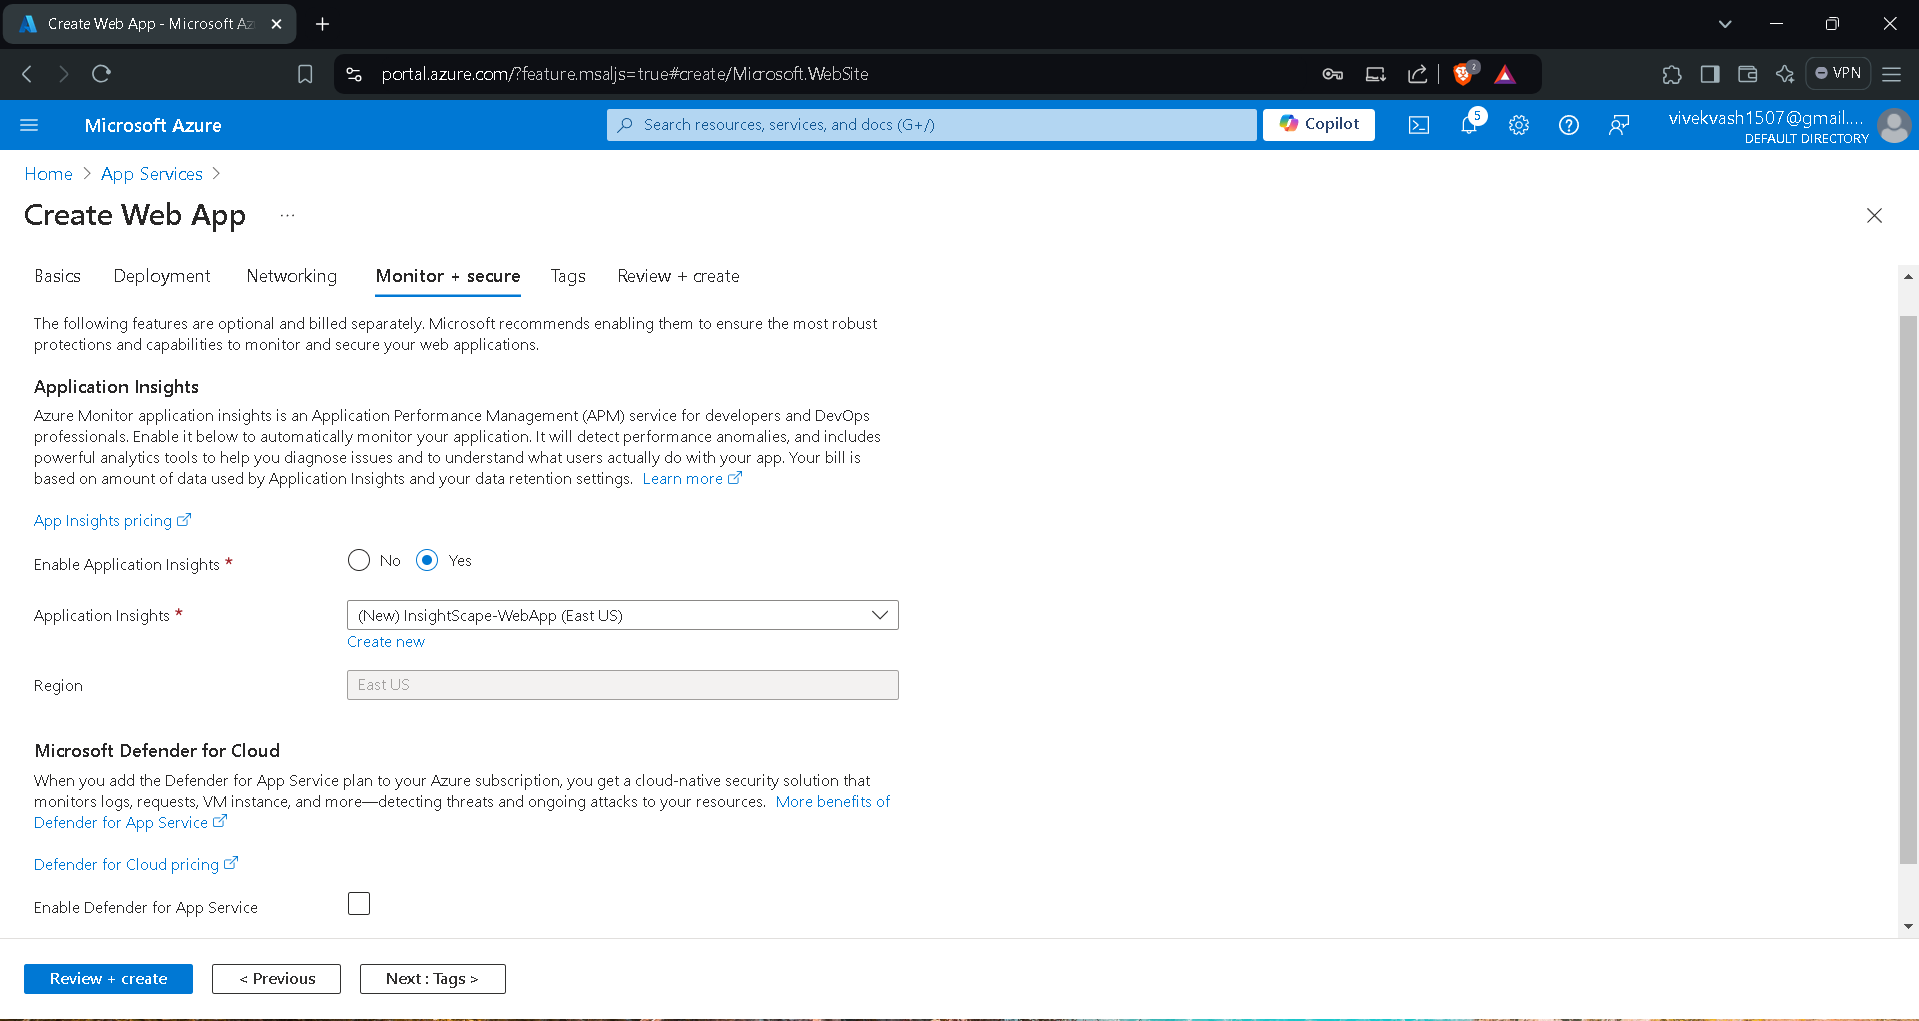 Create Web App - Microsoft Az
portal.azure.com/?feature.msaljs=true#create/Microsoft.WebSite
2
VPN
Microsoft Azure
Search resources, services, and docs (G+/)
Copilot
5
vivekvash1507@gmail....
DEFAULT DIRECTORY
Home > App Services >
Create Web App ...
Basics Deployment Networking Monitor + secure Tags Review + create
The following features are optional and billed separately. Microsoft recommends enabling them to ensure the most robust
protections and capabilities to monitor and secure your web applications.
Application Insights
Azure Monitor application insights is an Application Performance Management (APM) service for developers and DevOps
professionals. Enable it below to automatically monitor your application. It will detect performance anomalies, and includes
powerful analytics tools to help you diagnose issues and to understand what users actually do with your app. Your bill is
based on amount of data used by Application Insights and your data retention settings. Learn more
App Insights pricing
Enable Application Insights * No Yes
Application Insights * (New) InsightScape-WebApp (East US)
Create new
Region East US
Microsoft Defender for Cloud
When you add the Defender for App Service plan to your Azure subscription, you get a cloud-native security solution that
monitors logs, requests, VM instance, and more—detecting threats and ongoing attacks to your resources. More benefits of
Defender for App Service
Defender for Cloud pricing
Enable Defender for App Service
Review + create < Previous Next : Tags >